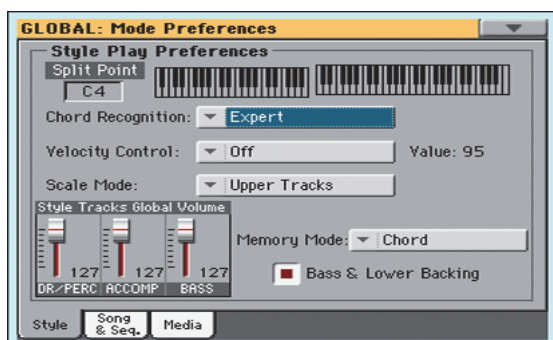 GLOBAL: Mode Preferences
Style Play Preferences
Split Point
C4
Chord Recognition: Expert
Velocity Control: Off Value: 95
Scale Mode: Upper Tracks
Style Tracks Global Volume
Memory Mode: Chord
127 127 127
Bass & Lower Backing
DR/PERC ACCOMP BASS
Style Song & Seq. Media